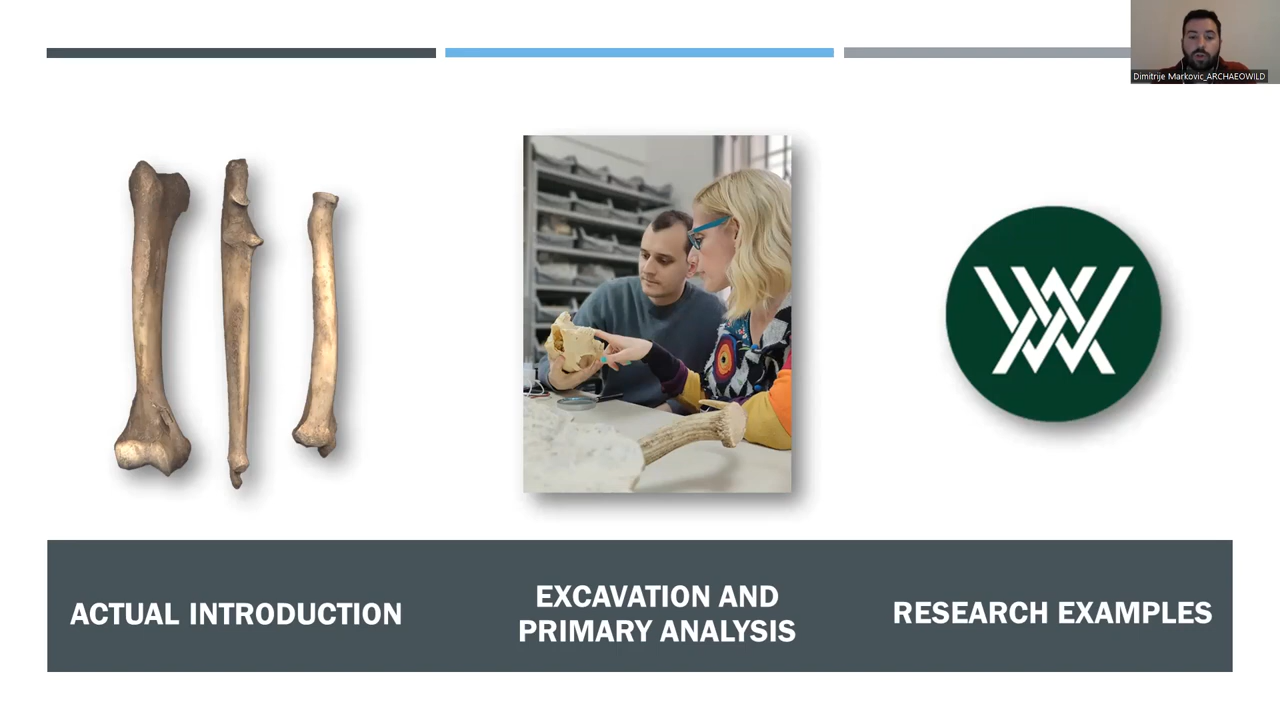 Dimitrije Markovic_ARCHAEOWILD
ACTUAL INTRODUCTION
EXCAVATION AND
PRIMARY ANALYSIS
RESEARCH EXAMPLES